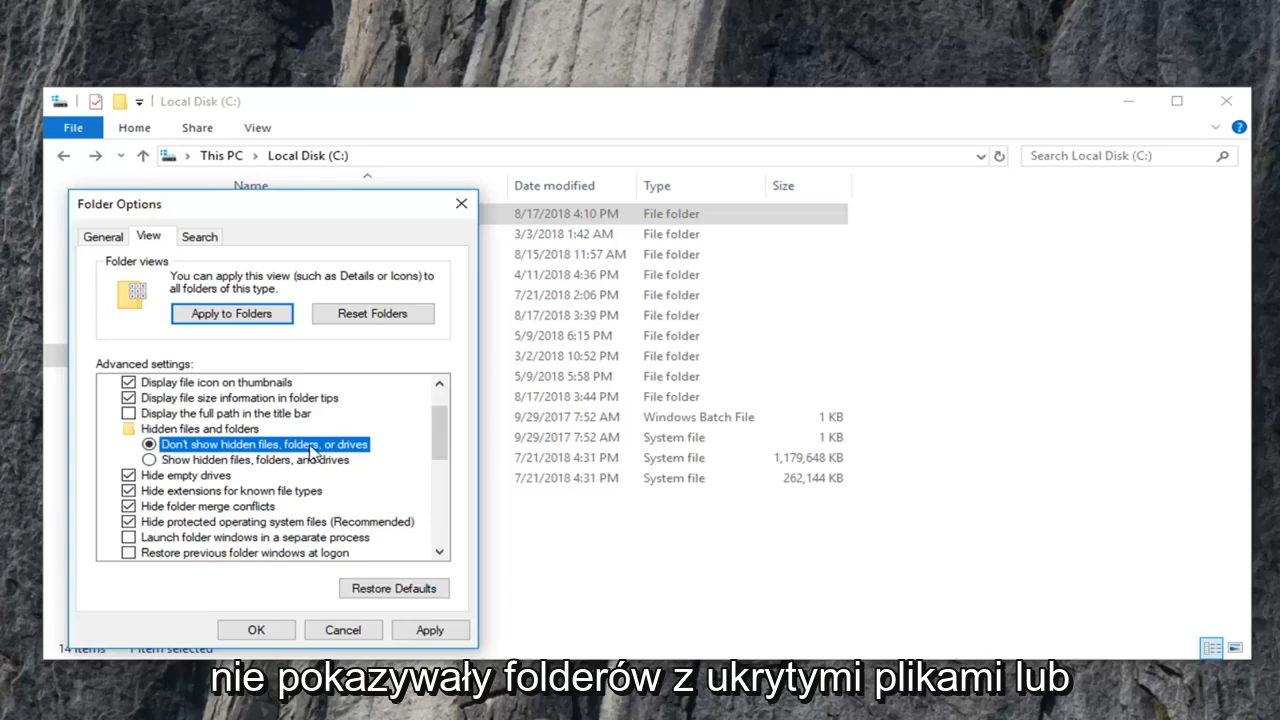 Local Disk (C:)
File Home Share View
This PC > Local Disk (C:) Search Local Disk (C:)
Name Date modified Type Size
8/17/2018 4:10 PM File folder
3/3/2018 1:42 AM File folder
8/15/2018 11:57 AM File folder
4/11/2018 4:36 PM File folder
7/21/2018 2:06 PM File folder
8/17/2018 3:39 PM File folder
5/9/2018 6:15 PM File folder
3/2/2018 10:52 PM File folder
5/9/2018 5:58 PM File folder
8/17/2018 3:44 PM File folder
9/29/2017 7:52 AM Windows Batch File 1 KB
9/29/2017 7:52 AM System file 1 KB
7/21/2018 4:31 PM System file 1,179,648 KB
7/21/2018 4:31 PM System file 262,144 KB
Folder Options
General View Search
Folder views
You can apply this view (such as Details or Icons) to
all folders of this type.
Apply to Folders Reset Folders
Advanced settings:
Display file icon on thumbnails
Display file size information in folder tips
Display the full path in the title bar
Hidden files and folders
Don't show hidden files, folders, or drives
Show hidden files, folders, and drives
Hide empty drives
Hide extensions for known file types
Hide folder merge conflicts
Hide protected operating system files (Recommended)
Launch folder windows in a separate process
Restore previous folder windows at logon
Restore Defaults
OK Cancel Apply
14 items 1 item selected
nie pokazywały folderów z ukrytymi plikami lub